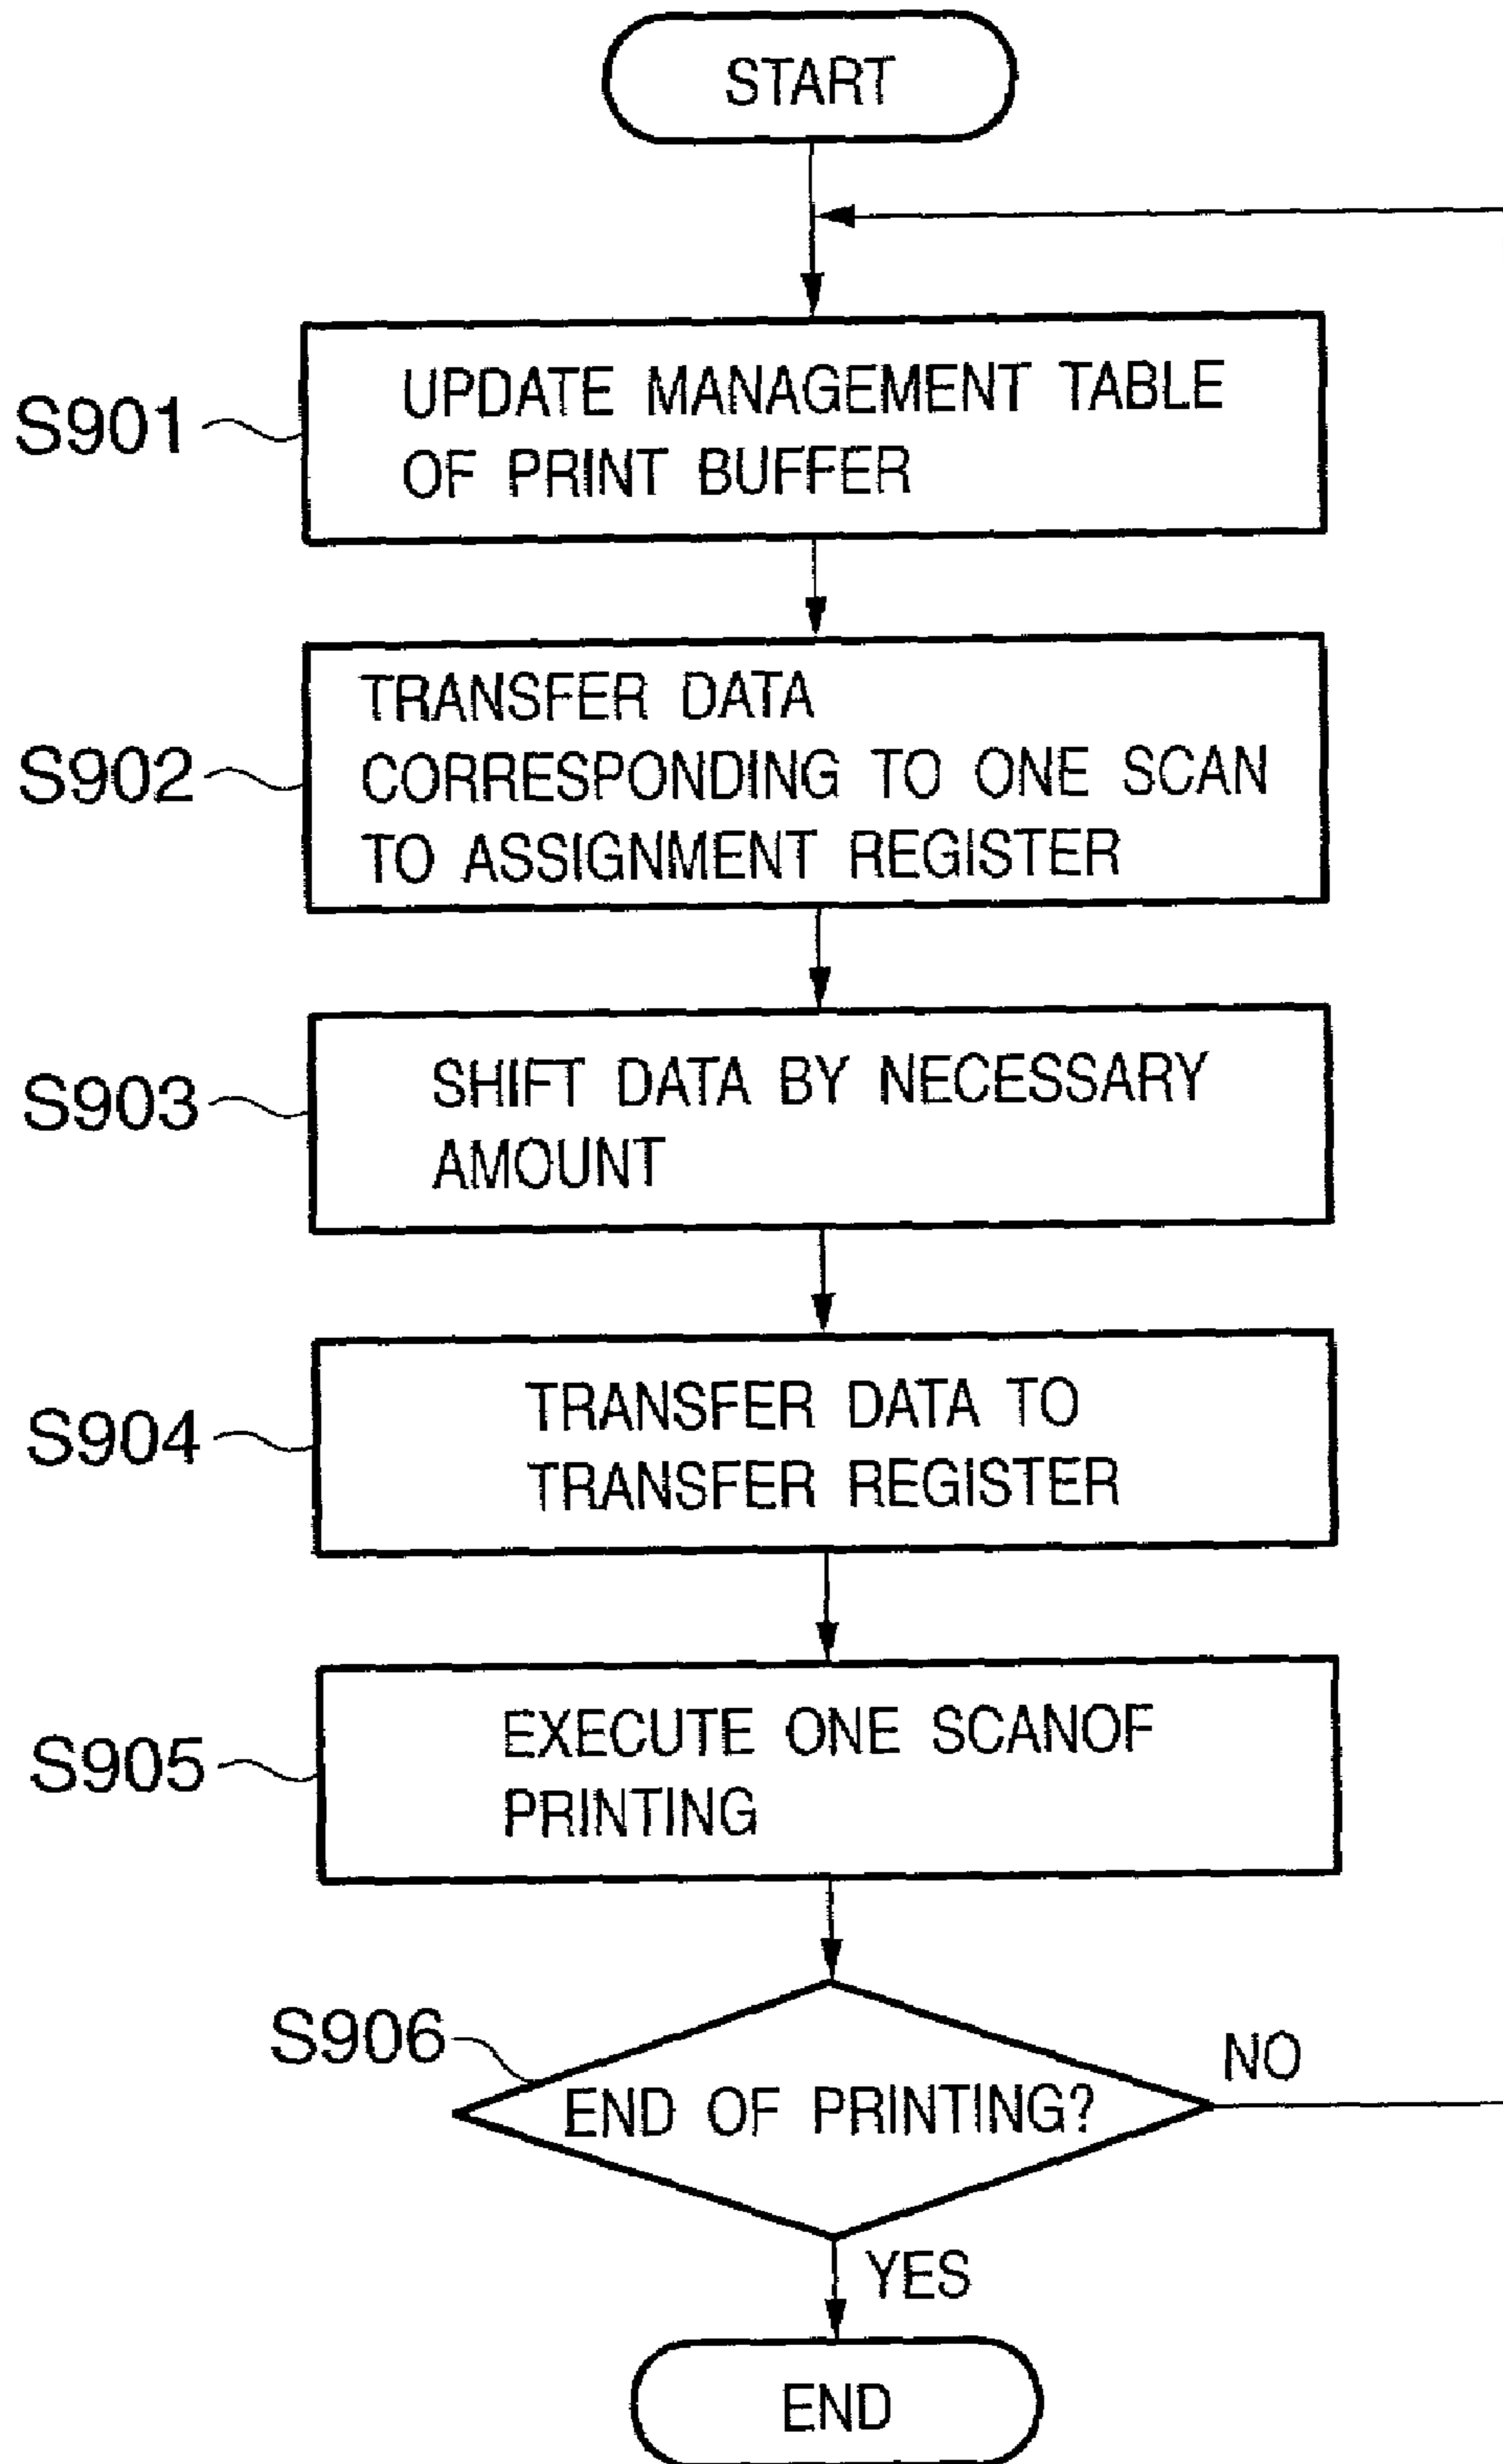 START
S901
UPDATE MANAGEMENT TABLE
OF PRINT BUFFER
S902
TRANSFER DATA
CORRESPONDING TO ONE SCAN
TO ASSIGNMENT REGISTER
S903
SHIFT DATA BY NECESSARY
AMOUNT
S904
TRANSFER DATA TO
TRANSFER REGISTER
S905
EXECUTE ONE SCANOF
PRINTING
S906
END OF PRINTING?
NO
YES
END